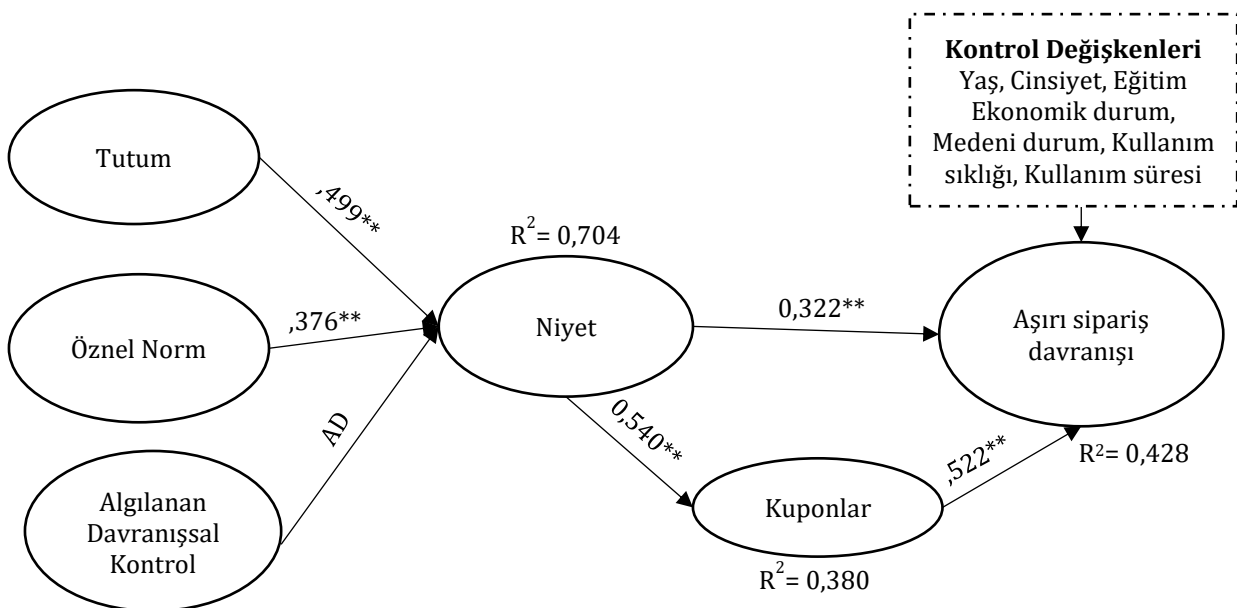 Kontrol Değişkenleri
Yaş, Cinsiyet, Eğitim
Ekonomik durum,
Medeni durum, Kullanım
sıklığı, Kullanım süresi
Tutum
,499**
R²= 0,704
Öznel Norm
,376**
Niyet
0,322**
Aşırı sipariş
davranışı
AD
0,540**
,522**
R²= 0,428
Algılanan
Davranışsal
Kontrol
Kuponlar
R²= 0,380